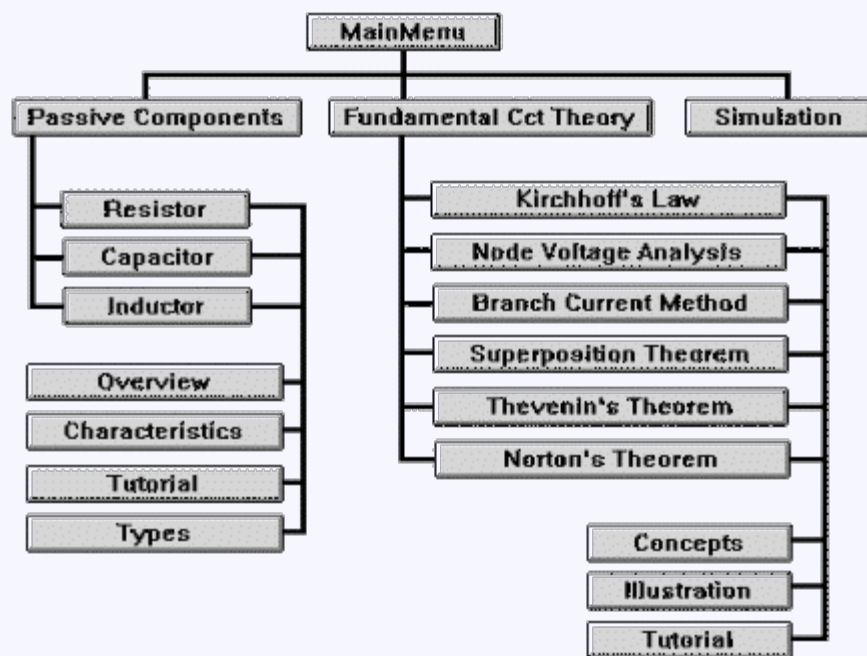 MainMenu
Passive Components
Fundamental Cct Theory
Simulation
Resistor
Capacitor
Inductor
Overview
Characteristics
Tutorial
Types
Kirchhoff's Law
Node Voltage Analysis
Branch Current Method
Superposition Theorem
Thevenin's Theorem
Norton's Theorem
Concepts
Illustration
Tutorial